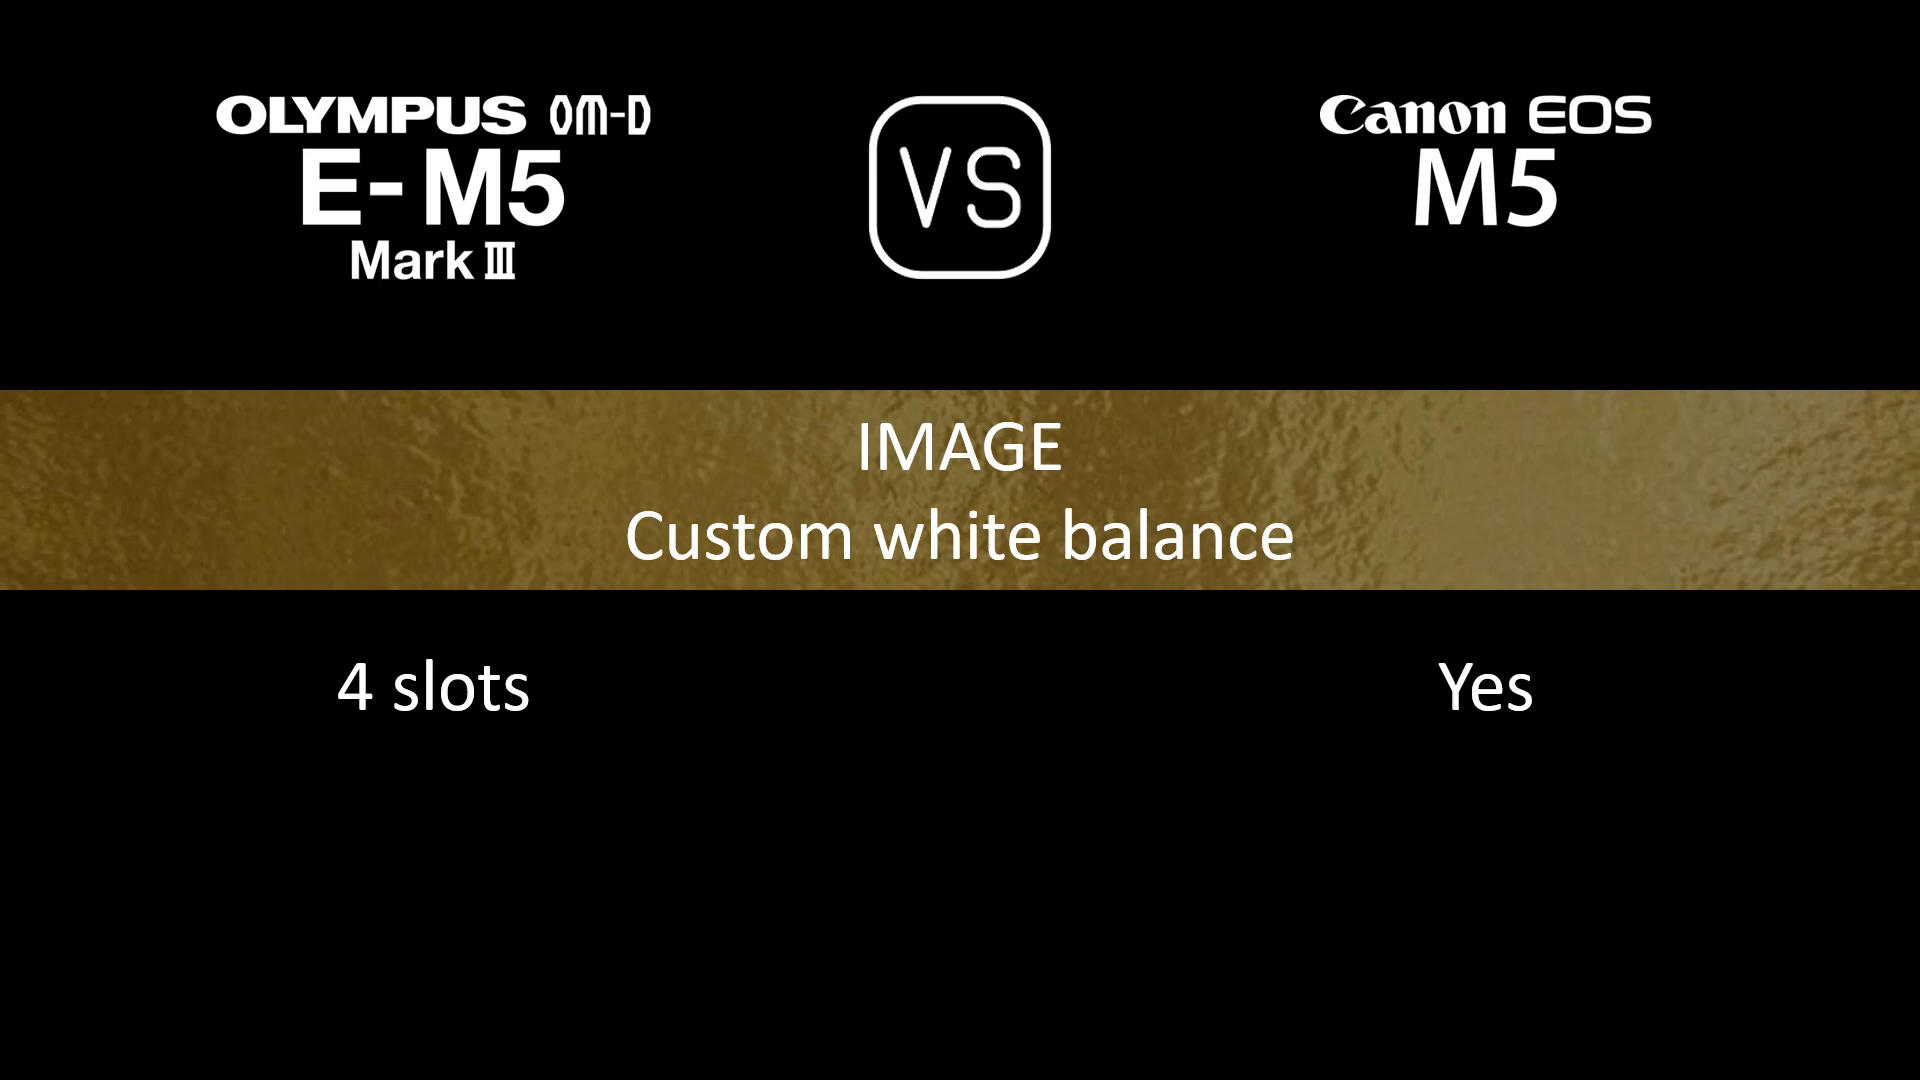 OLYMPUS OM-D
E-M5
Mark III
VS
Canon EOS
M5
IMAGE
Custom white balance
4 slots
Yes